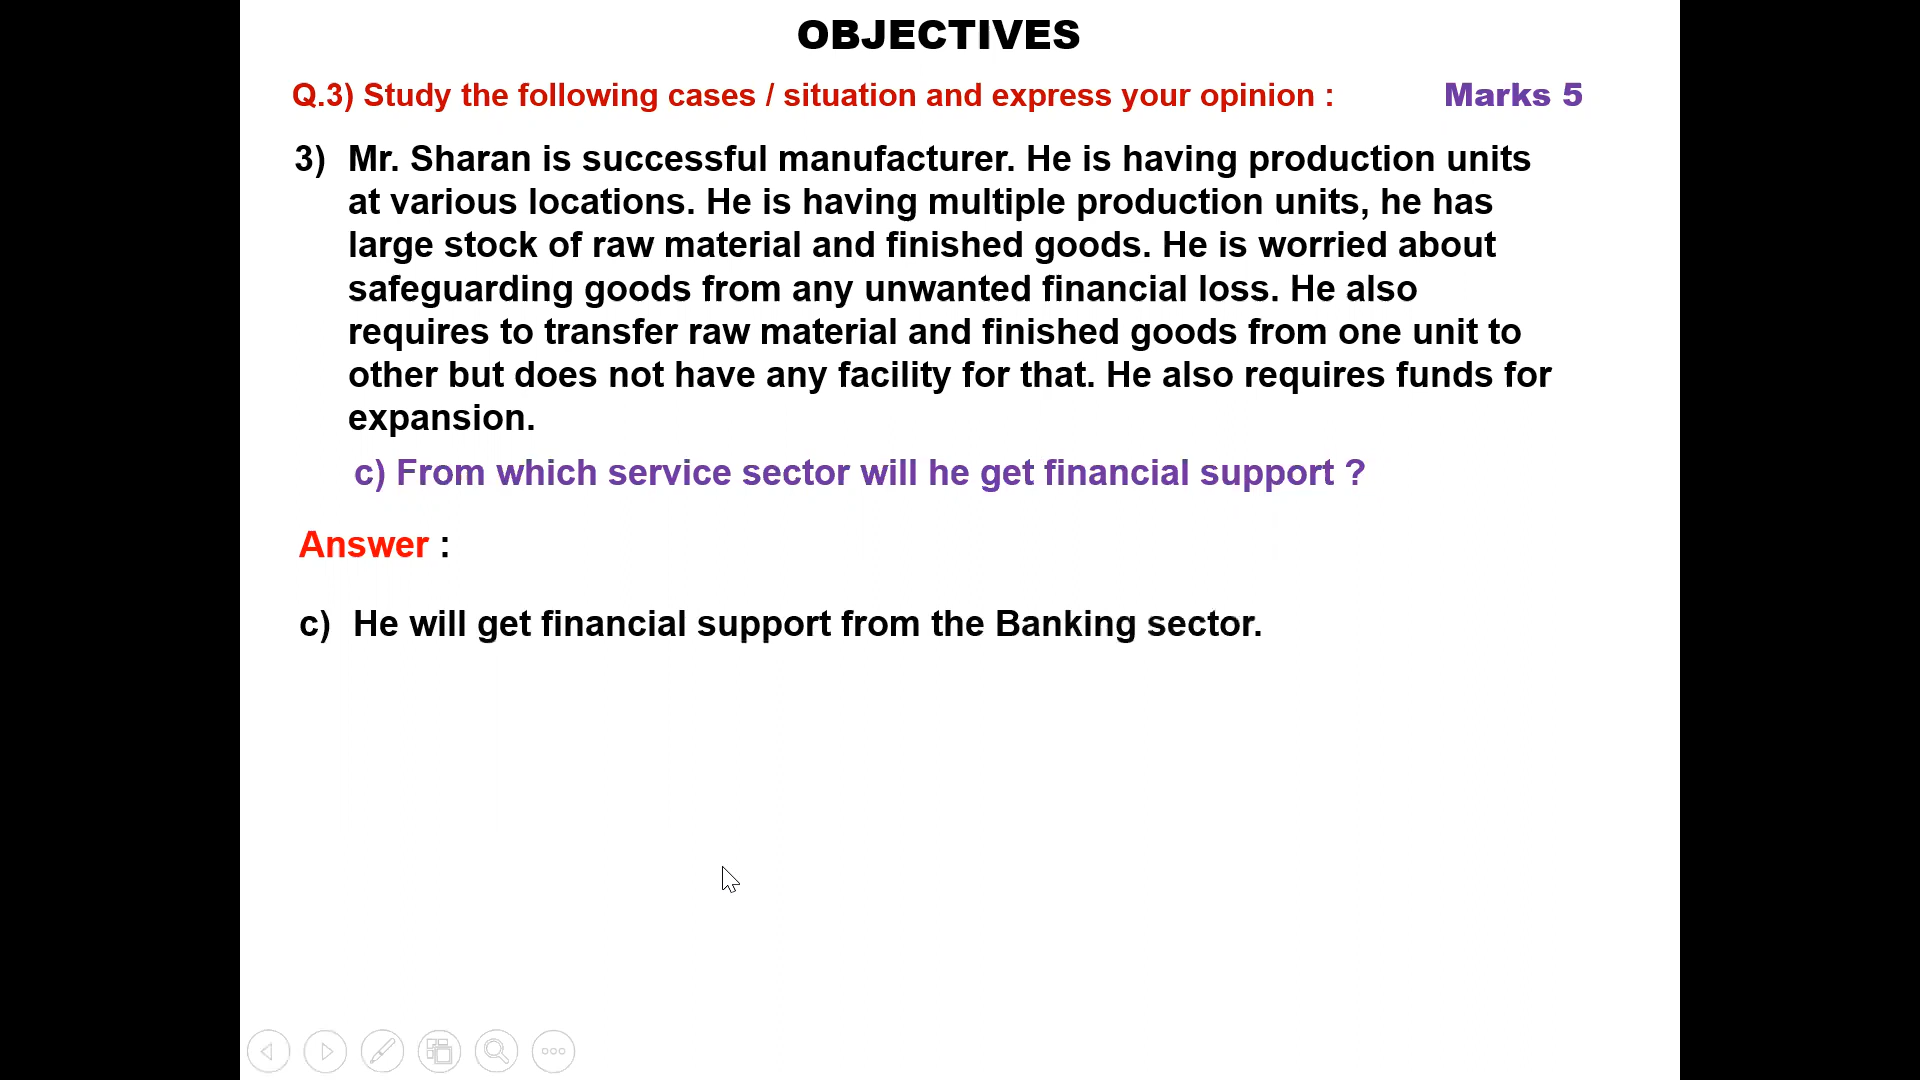 OBJECTIVES
Q.3) Study the following cases / situation and express your opinion : Marks 5
3) Mr. Sharan is successful manufacturer. He is having production units
at various locations. He is having multiple production units, he has
large stock of raw material and finished goods. He is worried about
safeguarding goods from any unwanted financial loss. He also
requires to transfer raw material and finished goods from one unit to
other but does not have any facility for that. He also requires funds for
expansion.
c) From which service sector will he get financial support ?
Answer :
c) He will get financial support from the Banking sector.